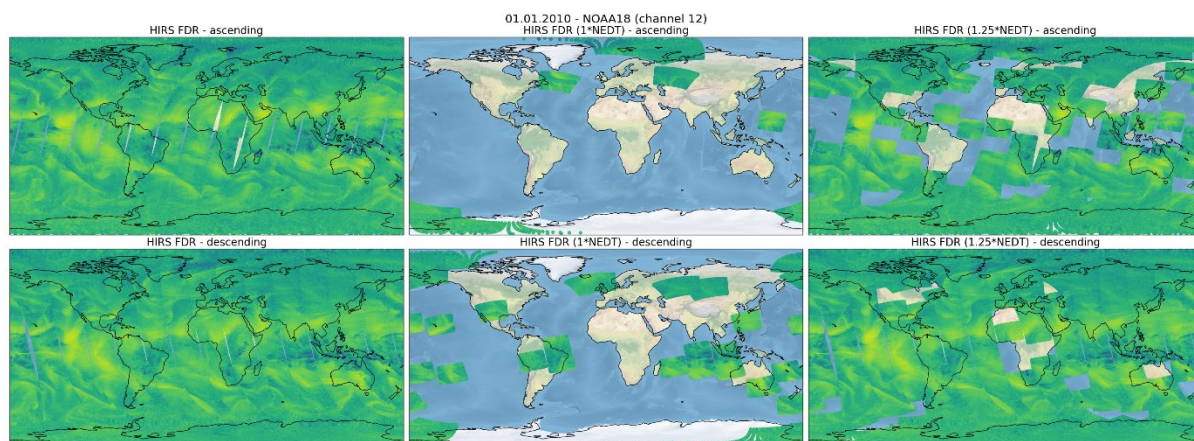 01.01.2010 - NOAA18 (channel 12)
HIRS FDR - ascending
HIRS FDR (1*NEDT) - ascending
HIRS FDR (1.25*NEDT) - ascending
HIRS FDR - descending
HIRS FDR (1*NEDT) - descending
HIRS FDR (1.25*NEDT) - descending